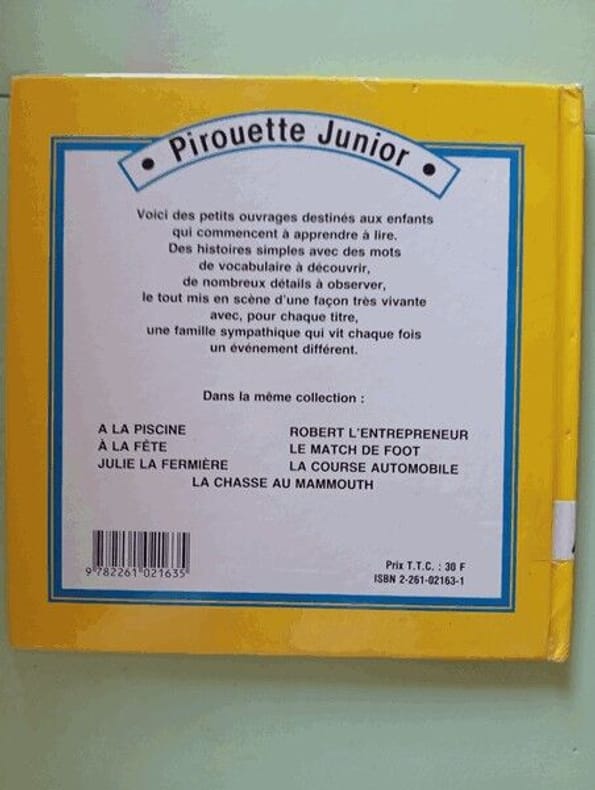 • Pirouette Junior •
Voici des petits ouvrages destinés aux enfants
qui commencent à apprendre à lire.
Des histoires simples avec des mots
de vocabulaire à découvrir,
de nombreux détails à observer,
le tout mis en scène d'une façon très vivante
avec, pour chaque titre,
une famille sympathique qui vit chaque fois
un événement différent.
Dans la même collection :
A LA PISCINE
À LA FÊTE
JULIE LA FERMIÈRE
ROBERT L'ENTREPRENEUR
LE MATCH DE FOOT
LA COURSE AUTOMOBILE
LA CHASSE AU MAMMOUTH
9 782261 021635
Prix T.T.C. : 30 F
ISBN 2-261-02163-1